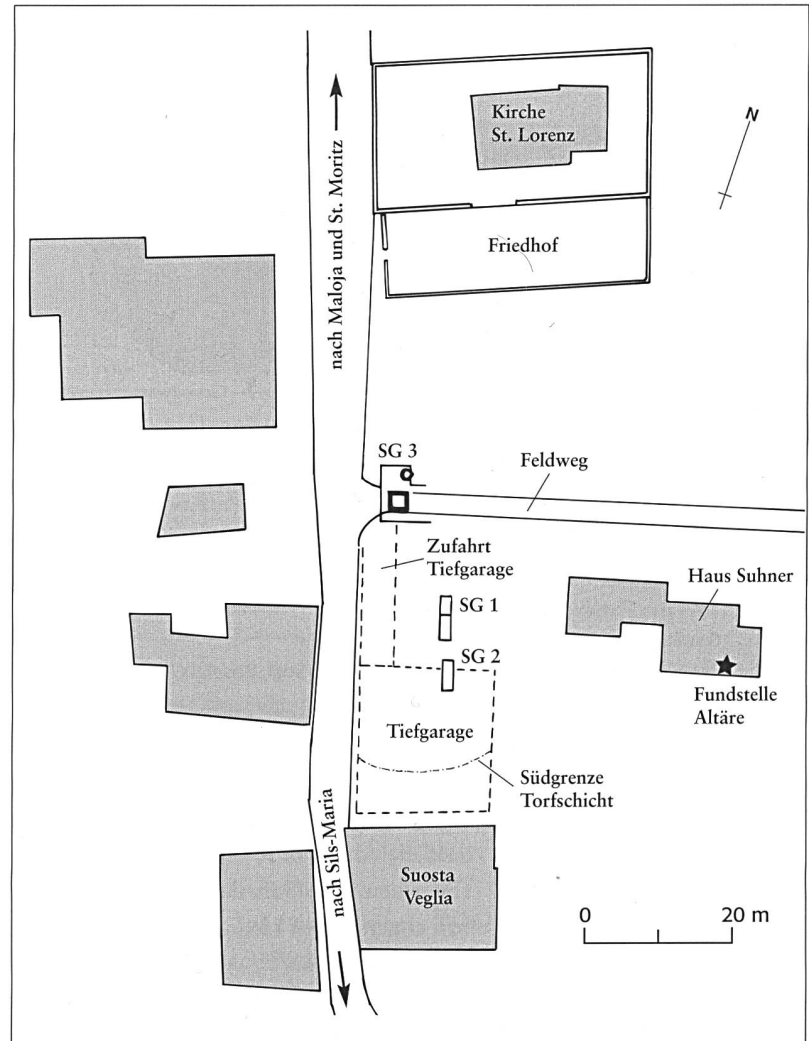 Kirche
St. Lorenz
N
nach Maloja und St. Moritz
Friedhof
SG 3
Feldweg
Zufahrt
Tiefgarage
Haus Suhner
SG 1
SG 2
Fundstelle
Altäre
Tiefgarage
Südgrenze
Torfschicht
nach Sils-Maria
Suosta
Veglia
0 20 m